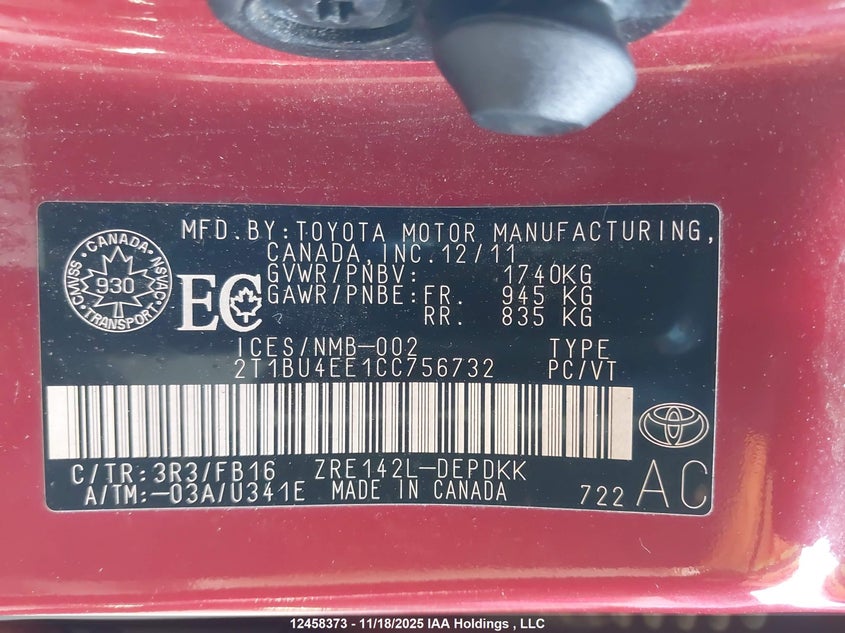 MFD.BY:TOYOTA MOTOR MANUFACTURING,
CANADA,INC.12/11
GVWR/PNBV: 1740KG
GAWR/PNBE:FR. 945 KG
RR. 835 KG
CANADA
CMVSS 930 NSVAC
TRANSPORT
EC
ICES/NMB-002 TYPE
2T1BU4EE1CC756732 PC/VT
C/TR:3R3/FB16 ZRE142L-DEPDKK
A/TM:-03A/U341E MADE IN CANADA 722 AC
12458373 - 11/18/2025 IAA Holdings , LLC